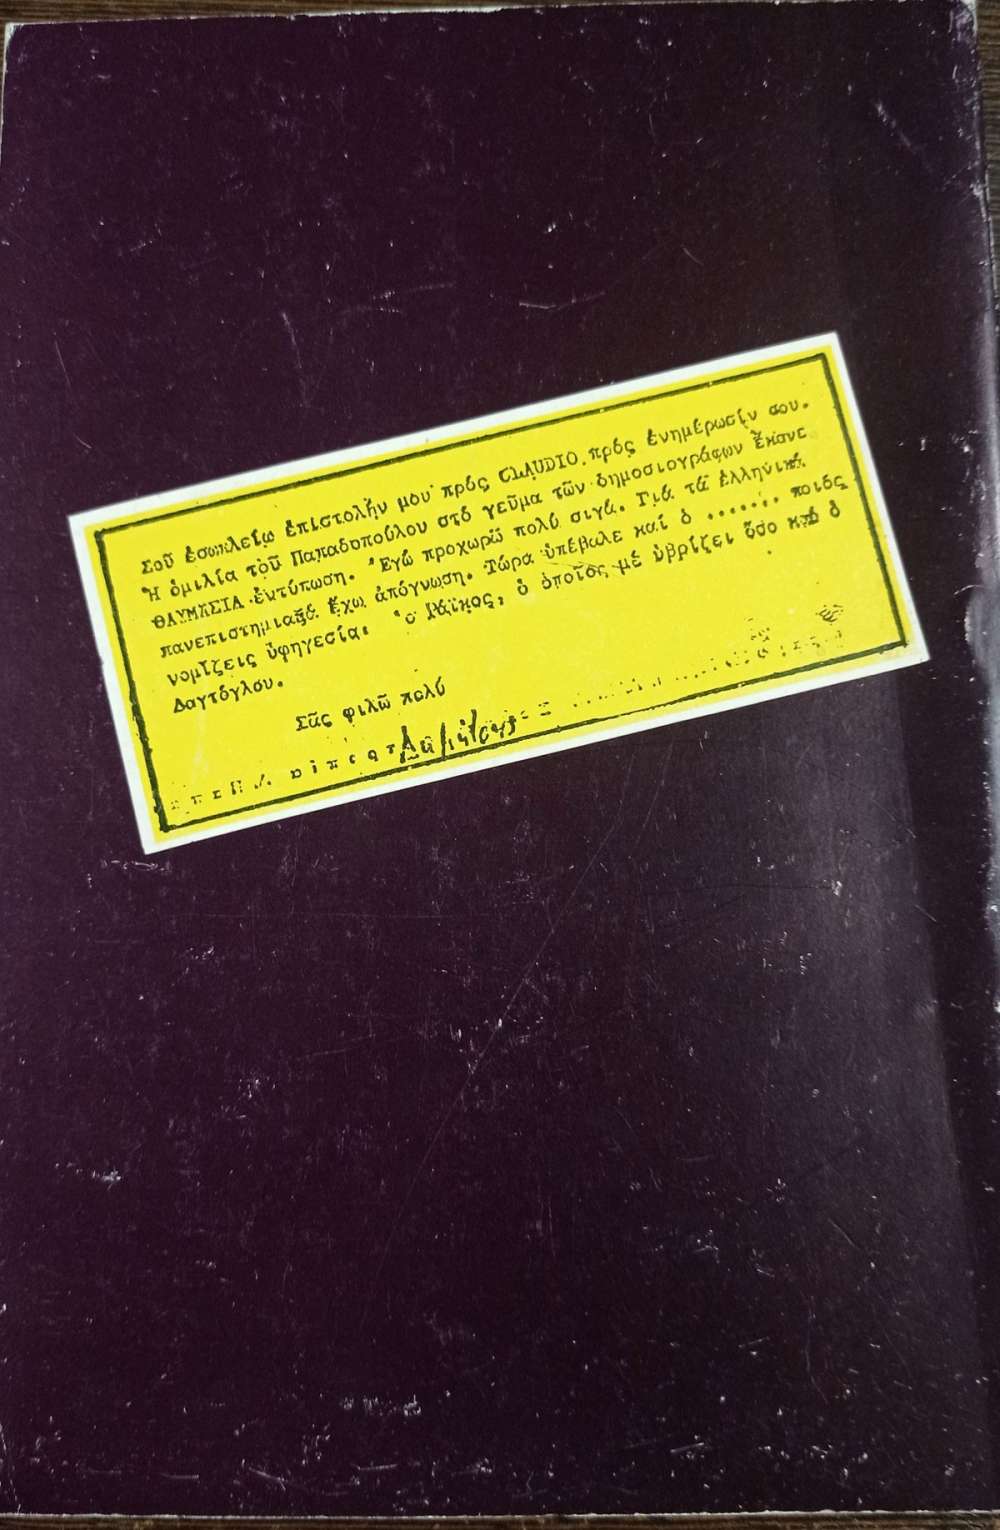 Σοῦ ἐσωκλείω ἐπιστολήν μου πρός CLAUDIO πρός ἐνημέρωσίν σου.
Ἡ ὁμιλία τοῦ Παπαδοπούλου στό γεῦμα τῶν δημοσιογράφων ἔκανε
ΘΑΥΜΑΣΙΑ ἐντύπωση. Ἐγώ προχωρῶ πολύ σιγά. Γιά τά ἑλληνικά
πανεπιστημιακά ἔχω ἀπόγνωση. Τώρα ὑπέβαλε καί ὁ ....... ποιός
νομίζεις ὑφηγεσία. ὁ Ράϊκος, ὁ ὁποῖος μέ ὑβρίζει ὅσο καί ὁ
Δαγτόγλου.
Σᾶς φιλῶ πολύ